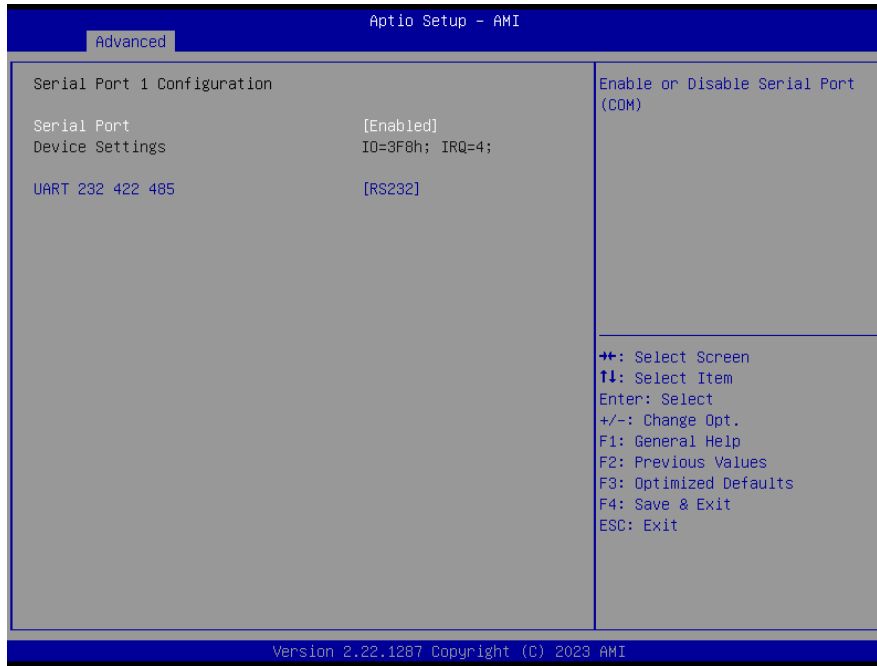 Aptio Setup – AMI
Advanced
Serial Port 1 Configuration
Serial Port [Enabled]
Device Settings IO=3F8h; IRQ=4;
UART 232 422 485 [RS232]
Enable or Disable Serial Port
(COM)
→←: Select Screen
↑↓: Select Item
Enter: Select
+/-: Change Opt.
F1: General Help
F2: Previous Values
F3: Optimized Defaults
F4: Save & Exit
ESC: Exit
Version 2.22.1287 Copyright (C) 2023 AMI